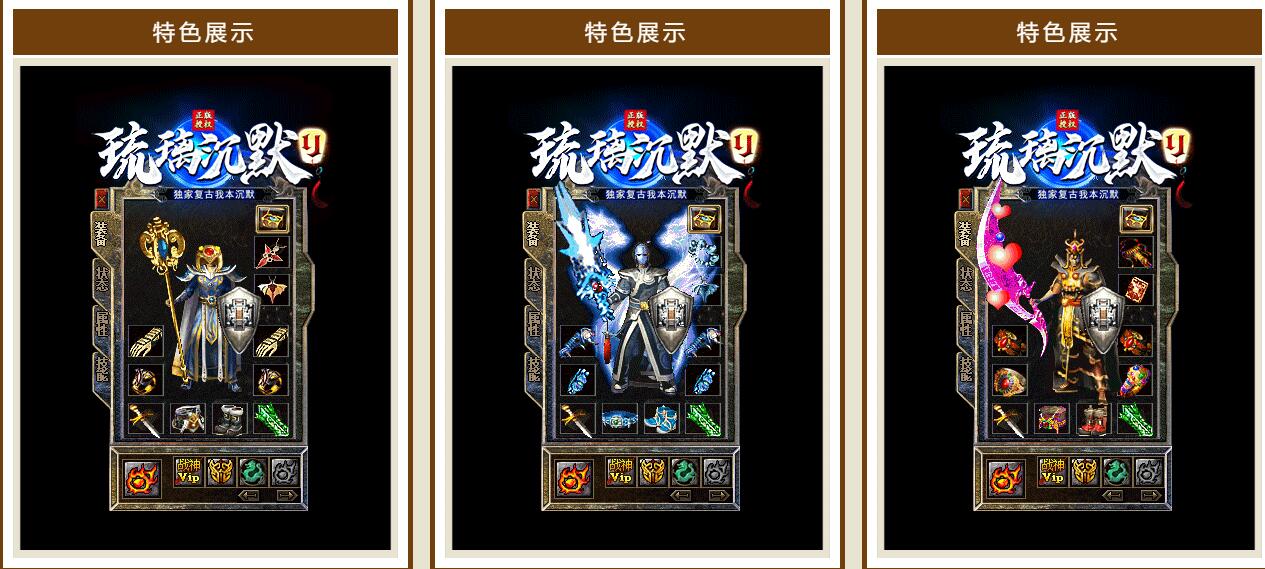 特色展示
正版
授权
琉璃沉默
独家复古我本沉默
装备
状态
属性
技能
战神
Vip
特色展示
正版
授权
琉璃沉默
独家复古我本沉默
装备
状态
属性
技能
战神
Vip
特色展示
正版
授权
琉璃沉默
独家复古我本沉默
装备
状态
属性
技能
战神
Vip